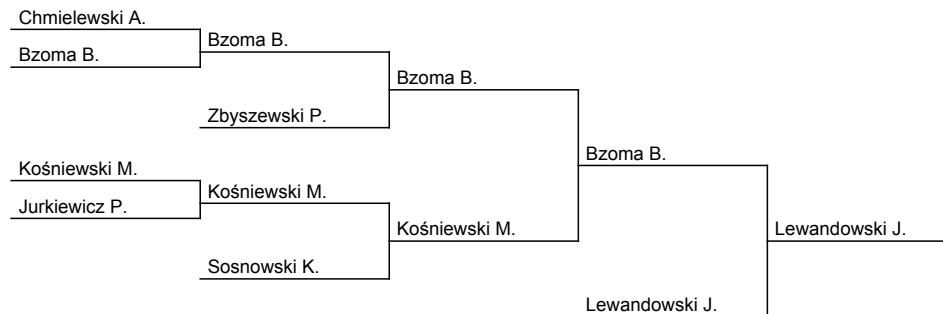 Chmielewski A.
Bzoma B.
Bzoma B.
Bzoma B.
Zbyszewski P.
Bzoma B.
Kośniewski M.
Kośniewski M.
Jurkiewicz P.
Kośniewski M.
Lewandowski J.
Sosnowski K.
Lewandowski J.